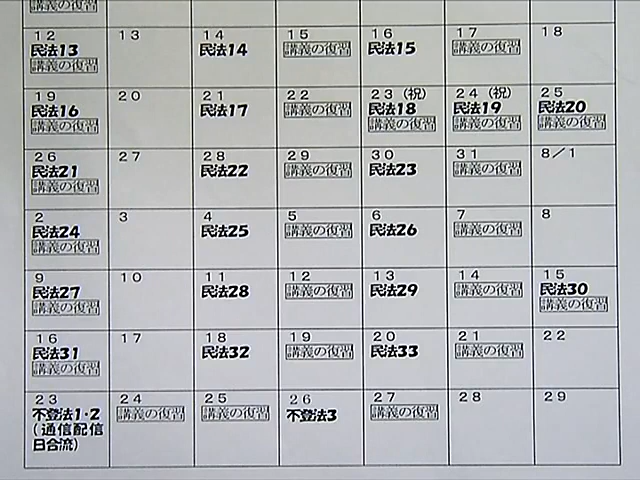 講義の復習
12 13 14 15 16 17 18
民法13 民法14 講義の復習 民法15 講義の復習
講義の復習
19 20 21 22 23（祝） 24（祝） 25
民法16 民法17 講義の復習 民法18 民法19 民法20
講義の復習 講義の復習 講義の復習 講義の復習
26 27 28 29 30 31 8／1
民法21 民法22 講義の復習 民法23 講義の復習
講義の復習
2 3 4 5 6 7 8
民法24 民法25 講義の復習 民法26 講義の復習
講義の復習
9 10 11 12 13 14 15
民法27 民法28 講義の復習 民法29 講義の復習 民法30
講義の復習 講義の復習
16 17 18 19 20 21 22
民法31 民法32 講義の復習 民法33 講義の復習
講義の復習
23 24 25 26 27 28 29
不登法1・2 講義の復習 講義の復習 不登法3 講義の復習
（通信配信
日合流）